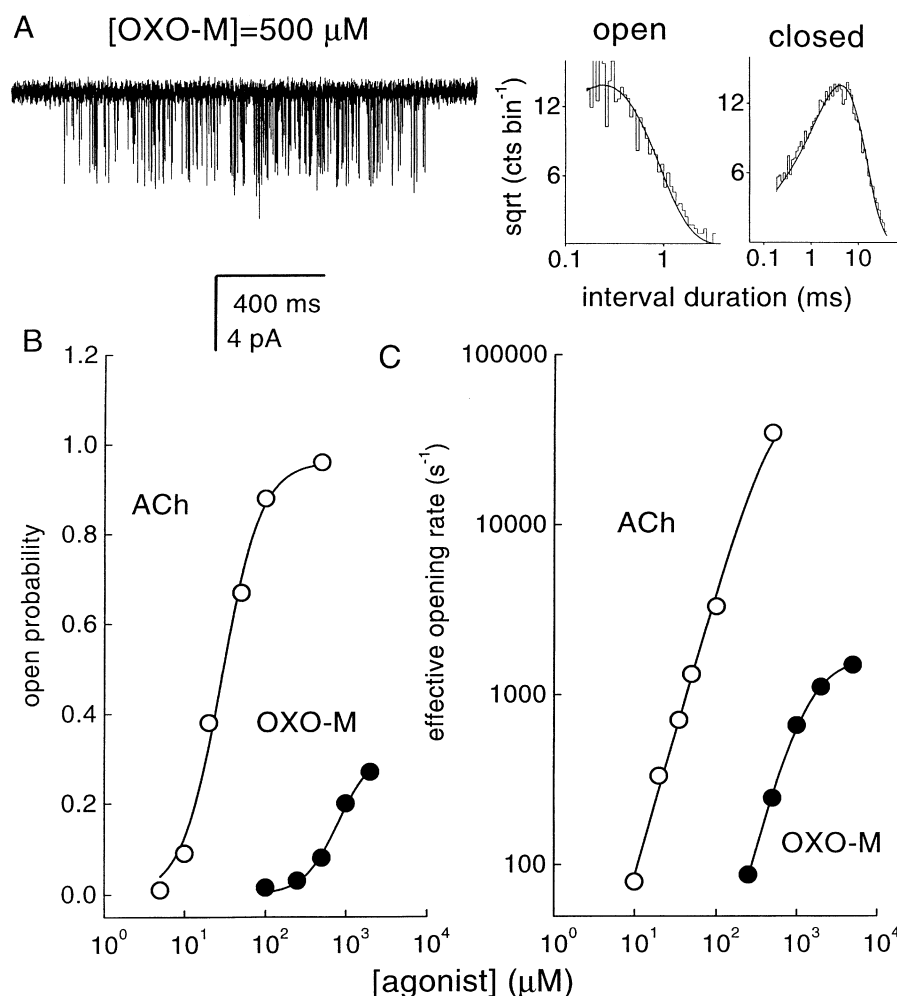 A
[OXO-M]=500 μM
open
closed
sqrt (cts bin⁻¹)
12
6
12
6
0.1
1
0.1
1
10
interval duration (ms)
400 ms
4 pA
B
1.2
1.0
0.8
0.6
0.4
0.2
0.0
open probability
ACh
OXO-M
10⁰
10¹
10²
10³
10⁴
C
100000
10000
1000
100
effective opening rate (s⁻¹)
ACh
OXO-M
10⁰
10¹
10²
10³
10⁴
[agonist] (μM)